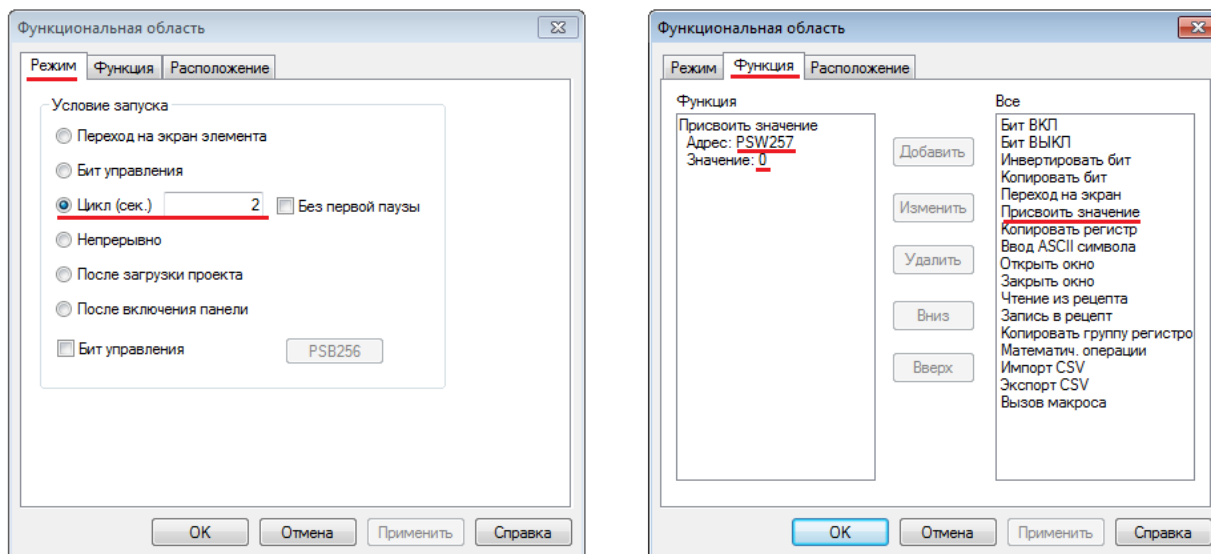 Функциональная область
Режим Функция Расположение
Условие запуска
Переход на экран элемента
Бит управления
Цикл (сек.) 2 Без первой паузы
Непрерывно
После загрузки проекта
После включения панели
Бит управления PSB256
OK Отмена Применить Справка
Функциональная область
Режим Функция Расположение
Функция
Присвоить значение
Адрес: PSW257
Значение: 0
Добавить
Изменить
Удалить
Вниз
Вверх
Все
Бит ВКЛ
Бит ВЫКЛ
Инвертировать бит
Копировать бит
Переход на экран
Присвоить значение
Копировать регистр
Ввод ASCII символа
Открыть окно
Закрыть окно
Чтение из рецепта
Запись в рецепт
Копировать группу регистро
Математич. операции
Импорт CSV
Экспорт CSV
Вызов макроса
OK Отмена Применить Справка